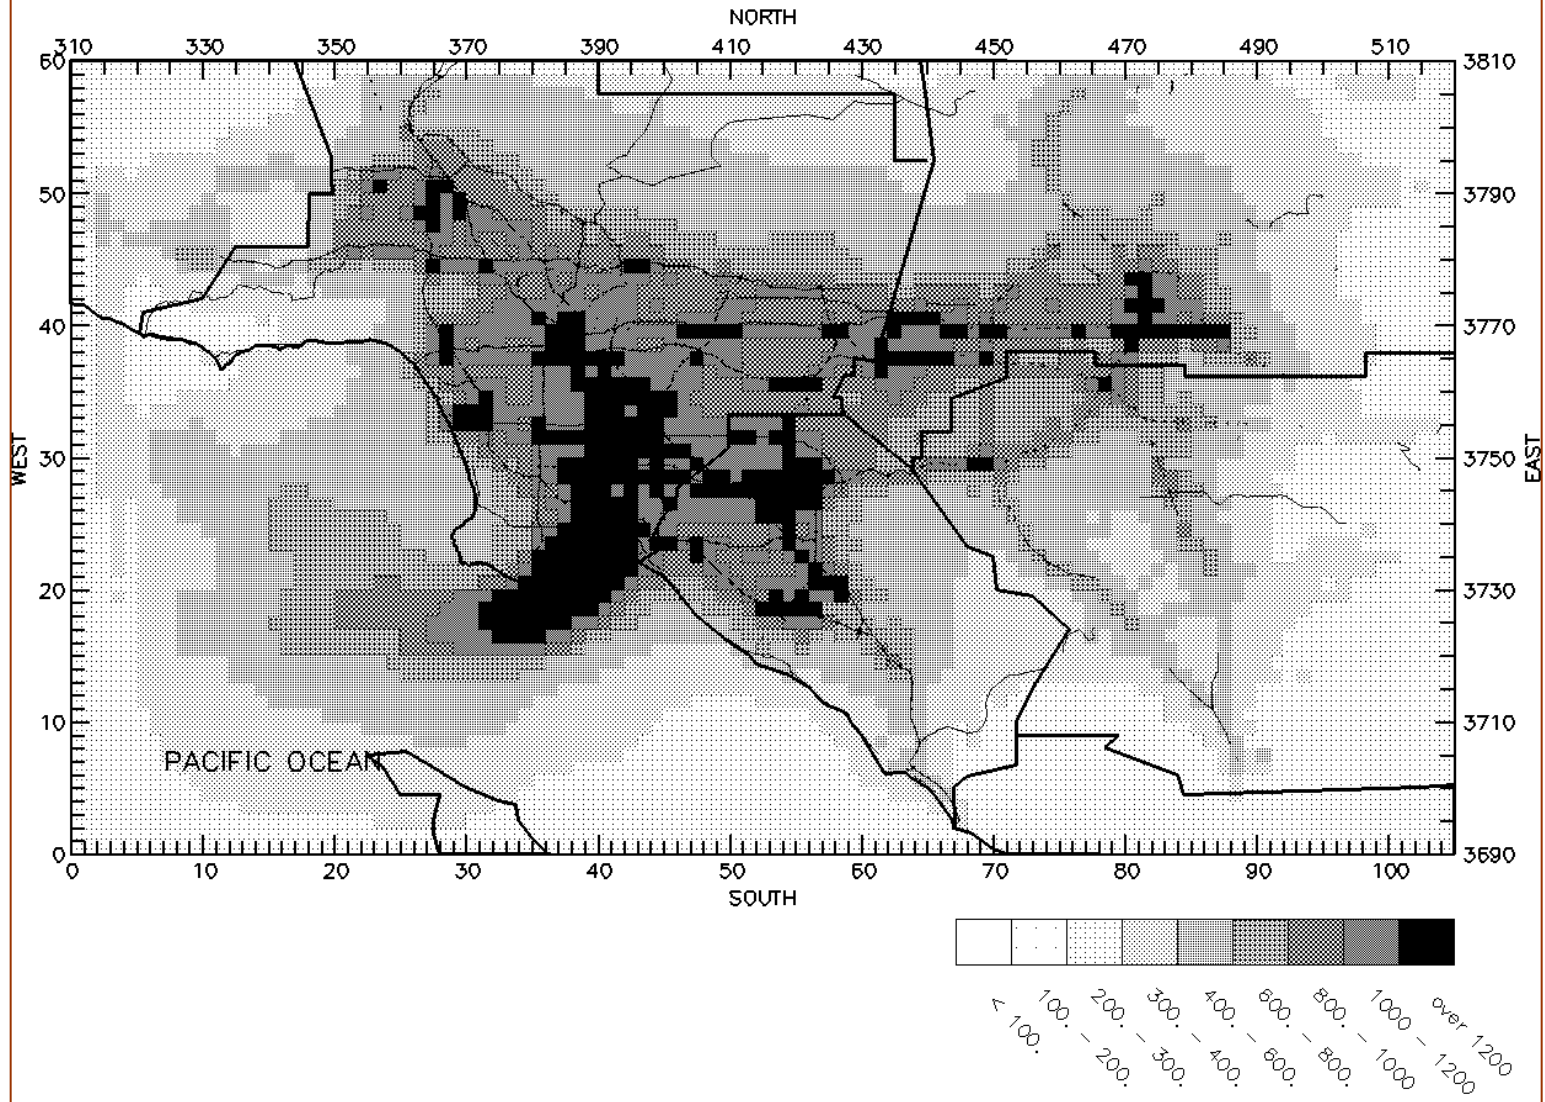 NORTH
310 330 350 370 390 410 430 450 470 490 510
60 3810
50 3790
40 3770
WEST
30 3750
EAST
20 3730
10 3710
PACIFIC OCEAN
0 3690
0 10 20 30 40 50 60 70 80 90 100
SOUTH
< 100.
100. - 200.
200. - 300.
300. - 400.
400. - 600.
600. - 800.
800. - 1000
1000 - 1200
over 1200